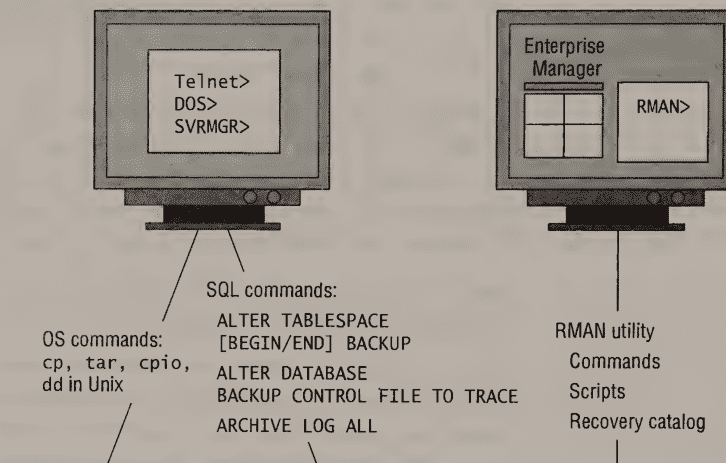 Telnet>
DOS>
SVRMGR>
Enterprise
Manager
RMAN>
SQL commands:
ALTER TABLESPACE
[BEGIN/END] BACKUP
ALTER DATABASE
BACKUP CONTROL FILE TO TRACE
ARCHIVE LOG ALL
OS commands:
cp, tar, cpio,
dd in Unix
RMAN utility
Commands
Scripts
Recovery catalog